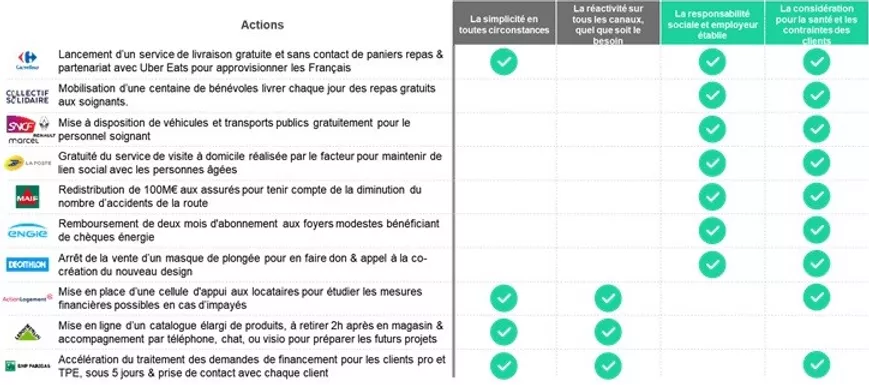 Actions
La simplicité en
toutes circonstances
La réactivité sur
tous les canaux,
quel que soit le
besoin
La responsabilité
sociale et employeur
établie
La considération
pour la santé et les
contraintes des
clients
Carrefour
Lancement d'un service de livraison gratuite et sans contact de paniers repas &
partenariat avec Uber Eats pour approvisionner les Français
COLLECTIF
SOLIDAIRE
Mobilisation d'une centaine de bénévoles livrer chaque jour des repas gratuits
aux soignants.
SNCF
RENAULT
marcel
Mise à disposition de véhicules et transports publics gratuitement pour le
personnel soignant
LA POSTE
Gratuité du service de visite à domicile réalisée par le facteur pour maintenir de
lien social avec les personnes âgées
MAIF
Redistribution de 100M€ aux assurés pour tenir compte de la diminution du
nombre d'accidents de la route
ENGIE
Remboursement de deux mois d'abonnement aux foyers modestes bénéficiant
de chèques énergie
DECATHLON
Arrêt de la vente d'un masque de plongée pour en faire don & appel à la co-
création du nouveau design
ActionLogement
Mise en place d'une cellule d'appui aux locataires pour étudier les mesures
financières possibles en cas d'impayés
Mise en ligne d'un catalogue élargi de produits, à retirer 2h après en magasin &
accompagnement par téléphone, chat, ou visio pour préparer les futurs projets
BNP PARIBAS
Accélération du traitement des demandes de financement pour les clients pro et
TPE, sous 5 jours & prise de contact avec chaque client